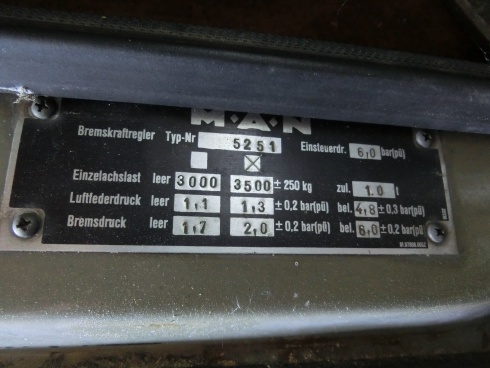 M·A·N
Bremskraftregler Typ-Nr 5251 Einsteuerdr. 6,0 bar(pü)
Einzelachslast leer 3000 3500 ± 250 kg zul. 1.0 t
Luftfederdruck leer 1,1 1,3 ± 0,2 bar(pü) bel. 4,8 ± 0,3 bar(pü)
Bremsdruck leer 1,7 2,0 ± 0,2 bar(pü) bel. 6,0 ± 0,2 bar(pü)